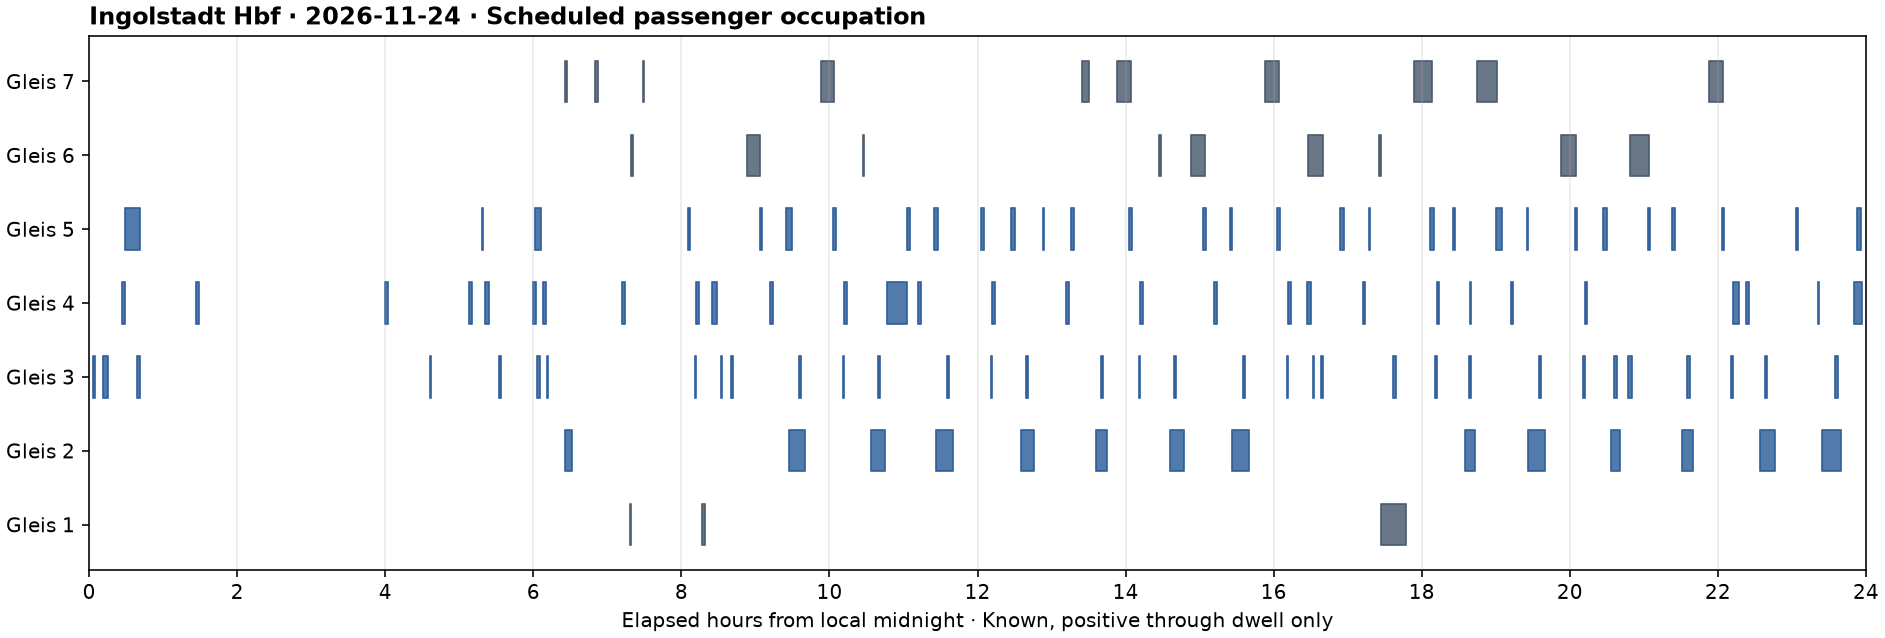 Ingolstadt Hbf · 2026-11-24 · Scheduled passenger occupation
Gleis 7
Gleis 6
Gleis 5
Gleis 4
Gleis 3
Gleis 2
Gleis 1
0 2 4 6 8 10 12 14 16 18 20 22 24
Elapsed hours from local midnight · Known, positive through dwell only